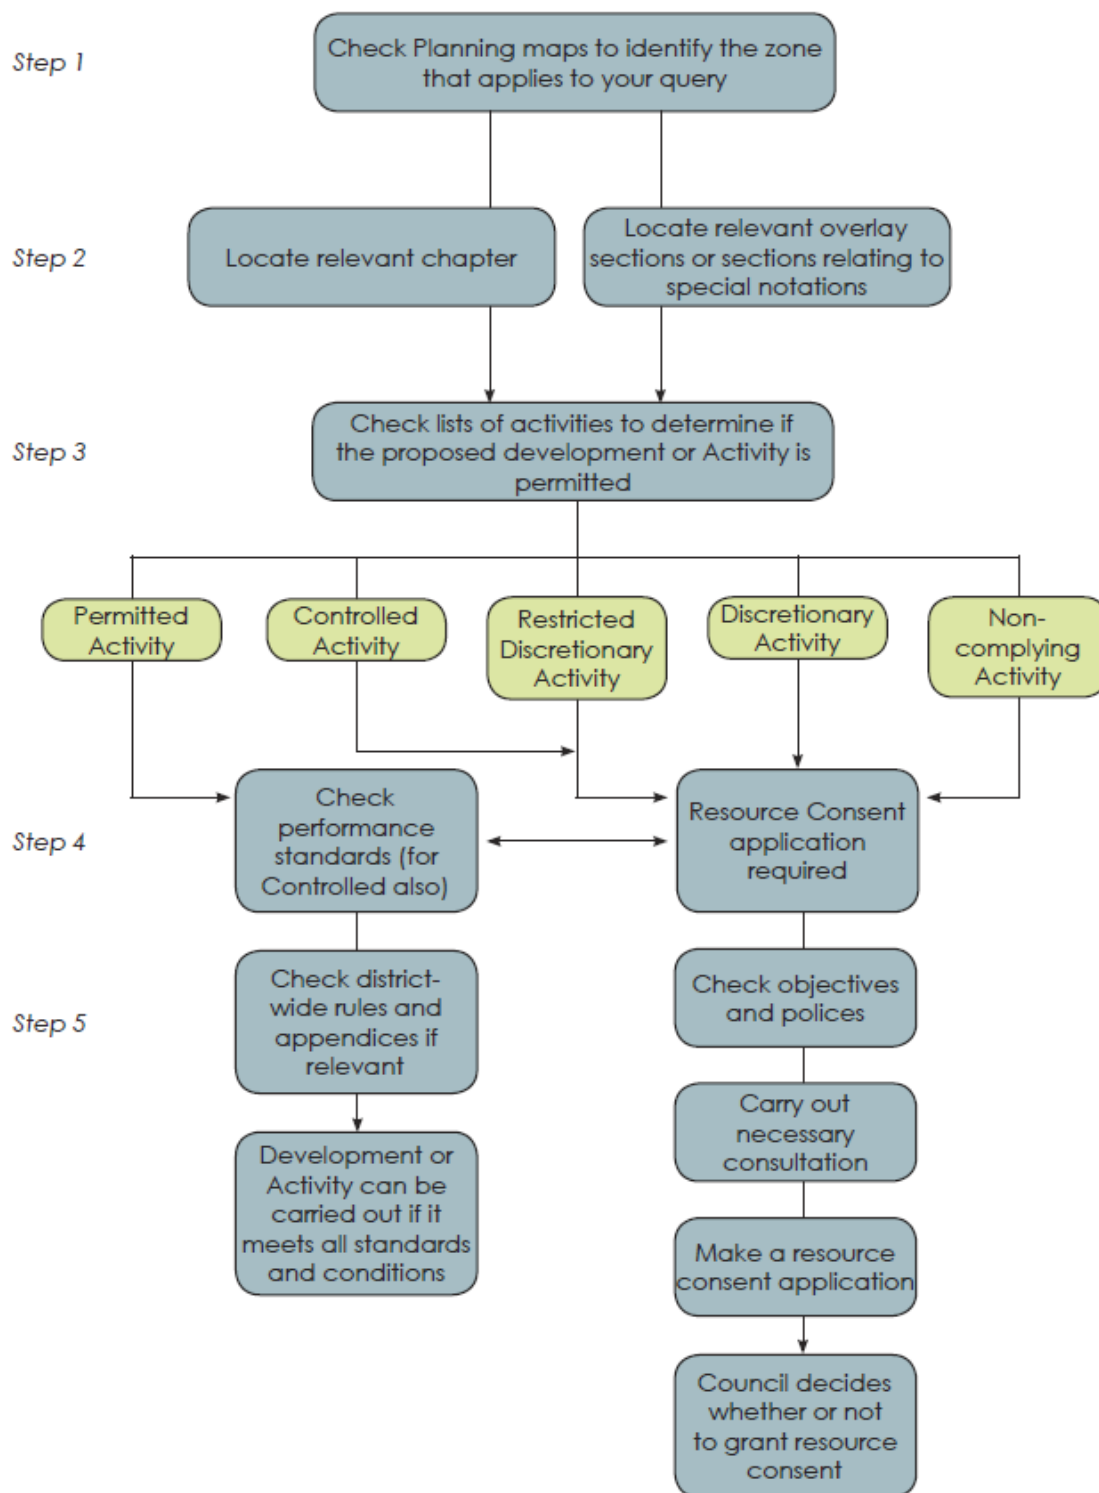 Step 1
Check Planning maps to identify the zone
that applies to your query
Step 2
Locate relevant chapter
Locate relevant overlay
sections or sections relating to
special notations
Step 3
Check lists of activities to determine if
the proposed development or Activity is
permitted
Permitted
Activity
Controlled
Activity
Restricted
Discretionary
Activity
Discretionary
Activity
Non-
complying
Activity
Step 4
Check
performance
standards (for
Controlled also)
Resource Consent
application
required
Step 5
Check district-
wide rules and
appendices if
relevant
Check objectives
and polices
Development or
Activity can be
carried out if it
meets all standards
and conditions
Carry out
necessary
consultation
Make a resource
consent application
Council decides
whether or not
to grant resource
consent